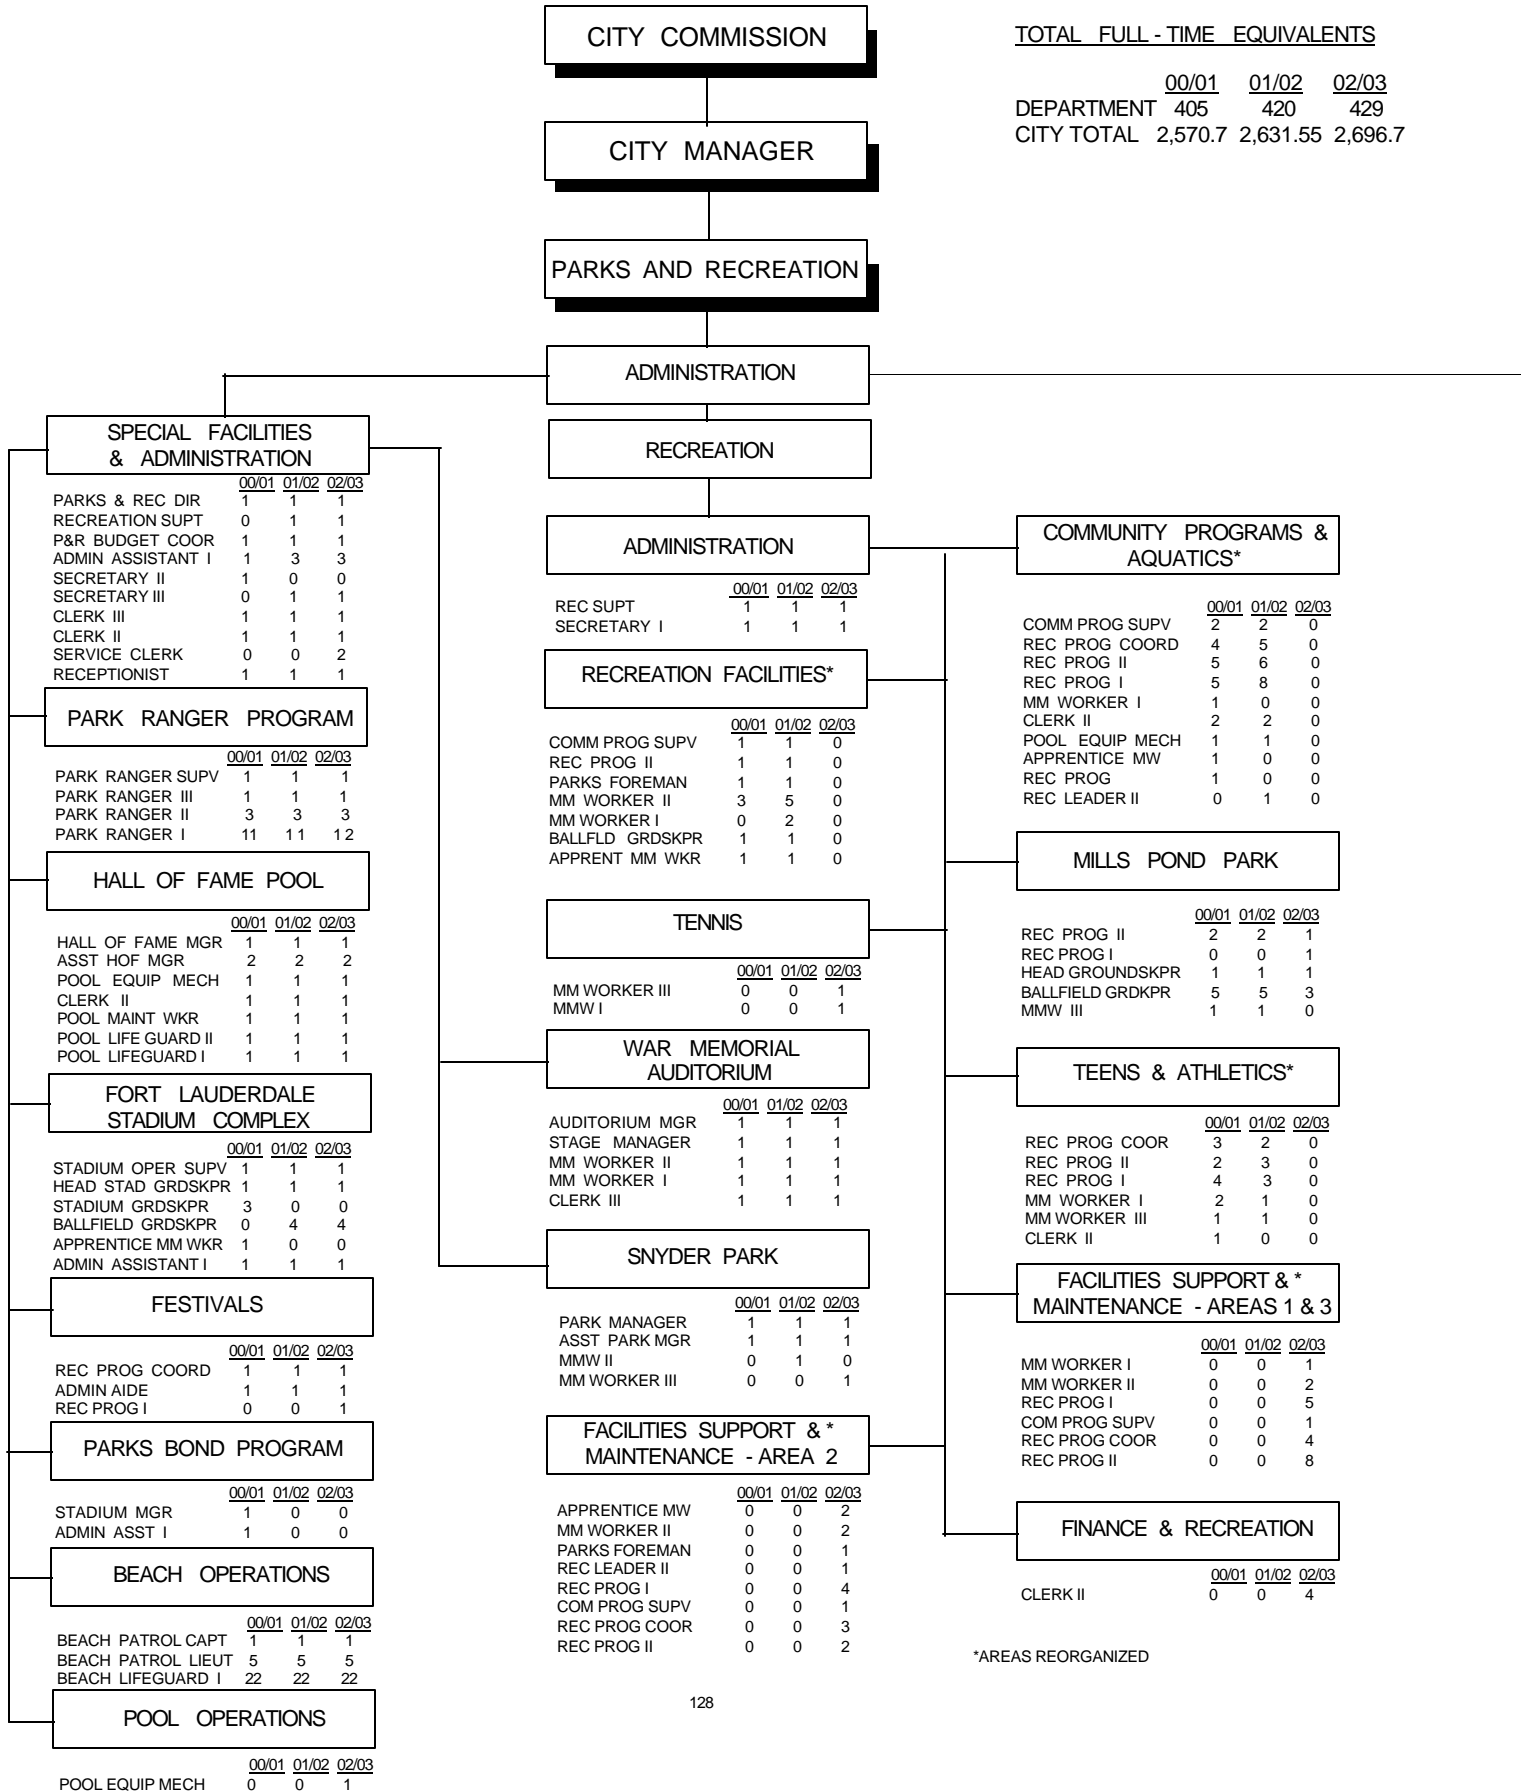 CITY COMMISSION
TOTAL FULL - TIME EQUIVALENTS
00/01 01/02 02/03
DEPARTMENT 405 420 429
CITY TOTAL 2,570.7 2,631.55 2,696.7
CITY MANAGER
PARKS AND RECREATION
ADMINISTRATION
SPECIAL FACILITIES
& ADMINISTRATION
00/01 01/02 02/03
PARKS & REC DIR 1 1 1
RECREATION SUPT 0 1 1
P&R BUDGET COOR 1 1 1
ADMIN ASSISTANT I 1 3 3
SECRETARY II 1 0 0
SECRETARY III 0 1 1
CLERK III 1 1 1
CLERK II 1 1 1
SERVICE CLERK 0 0 2
RECEPTIONIST 1 1 1
PARK RANGER PROGRAM
00/01 01/02 02/03
PARK RANGER SUPV 1 1 1
PARK RANGER III 1 1 1
PARK RANGER II 3 3 3
PARK RANGER I 11 11 12
HALL OF FAME POOL
00/01 01/02 02/03
HALL OF FAME MGR 1 1 1
ASST HOF MGR 2 2 2
POOL EQUIP MECH 1 1 1
CLERK II 1 1 1
POOL MAINT WKR 1 1 1
POOL LIFE GUARD II 1 1 1
POOL LIFEGUARD I 1 1 1
FORT LAUDERDALE
STADIUM COMPLEX
00/01 01/02 02/03
STADIUM OPER SUPV 1 1 1
HEAD STAD GRDSKPR 1 1 1
STADIUM GRDSKPR 3 0 0
BALLFIELD GRDSKPR 0 4 4
APPRENTICE MM WKR 1 0 0
ADMIN ASSISTANT I 1 1 1
FESTIVALS
00/01 01/02 02/03
REC PROG COORD 1 1 1
ADMIN AIDE 1 1 1
REC PROG I 0 0 1
PARKS BOND PROGRAM
00/01 01/02 02/03
STADIUM MGR 1 0 0
ADMIN ASST I 1 0 0
BEACH OPERATIONS
00/01 01/02 02/03
BEACH PATROL CAPT 1 1 1
BEACH PATROL LIEUT 5 5 5
BEACH LIFEGUARD I 22 22 22
POOL OPERATIONS
00/01 01/02 02/03
POOL EQUIP MECH 0 0 1
RECREATION
ADMINISTRATION
00/01 01/02 02/03
REC SUPT 1 1 1
SECRETARY I 1 1 1
RECREATION FACILITIES*
00/01 01/02 02/03
COMM PROG SUPV 1 1 0
REC PROG II 1 1 0
PARKS FOREMAN 1 1 0
MM WORKER II 3 5 0
MM WORKER I 0 2 0
BALLFLD GRDSKPR 1 1 0
APPRENT MM WKR 1 1 0
TENNIS
00/01 01/02 02/03
MM WORKER III 0 0 1
MMW I 0 0 1
WAR MEMORIAL
AUDITORIUM
00/01 01/02 02/03
AUDITORIUM MGR 1 1 1
STAGE MANAGER 1 1 1
MM WORKER II 1 1 1
MM WORKER I 1 1 1
CLERK III 1 1 1
SNYDER PARK
00/01 01/02 02/03
PARK MANAGER 1 1 1
ASST PARK MGR 1 1 1
MMW II 0 1 0
MM WORKER III 0 0 1
FACILITIES SUPPORT & *
MAINTENANCE - AREA 2
00/01 01/02 02/03
APPRENTICE MW 0 0 2
MM WORKER II 0 0 2
PARKS FOREMAN 0 0 1
REC LEADER II 0 0 1
REC PROG I 0 0 4
COM PROG SUPV 0 0 1
REC PROG COOR 0 0 3
REC PROG II 0 0 2
COMMUNITY PROGRAMS &
AQUATICS*
00/01 01/02 02/03
COMM PROG SUPV 2 2 0
REC PROG COORD 4 5 0
REC PROG II 5 6 0
REC PROG I 5 8 0
MM WORKER I 1 0 0
CLERK II 2 2 0
POOL EQUIP MECH 1 1 0
APPRENTICE MW 1 0 0
REC PROG 1 0 0
REC LEADER II 0 1 0
MILLS POND PARK
00/01 01/02 02/03
REC PROG II 2 2 1
REC PROG I 0 0 1
HEAD GROUNDSKPR 1 1 1
BALLFIELD GRDKPR 5 5 3
MMW III 1 1 0
TEENS & ATHLETICS*
00/01 01/02 02/03
REC PROG COOR 3 2 0
REC PROG II 2 3 0
REC PROG I 4 3 0
MM WORKER I 2 1 0
MM WORKER III 1 1 0
CLERK II 1 0 0
FACILITIES SUPPORT & *
MAINTENANCE - AREAS 1 & 3
00/01 01/02 02/03
MM WORKER I 0 0 1
MM WORKER II 0 0 2
REC PROG I 0 0 5
COM PROG SUPV 0 0 1
REC PROG COOR 0 0 4
REC PROG II 0 0 8
FINANCE & RECREATION
00/01 01/02 02/03
CLERK II 0 0 4
*AREAS REORGANIZED
128